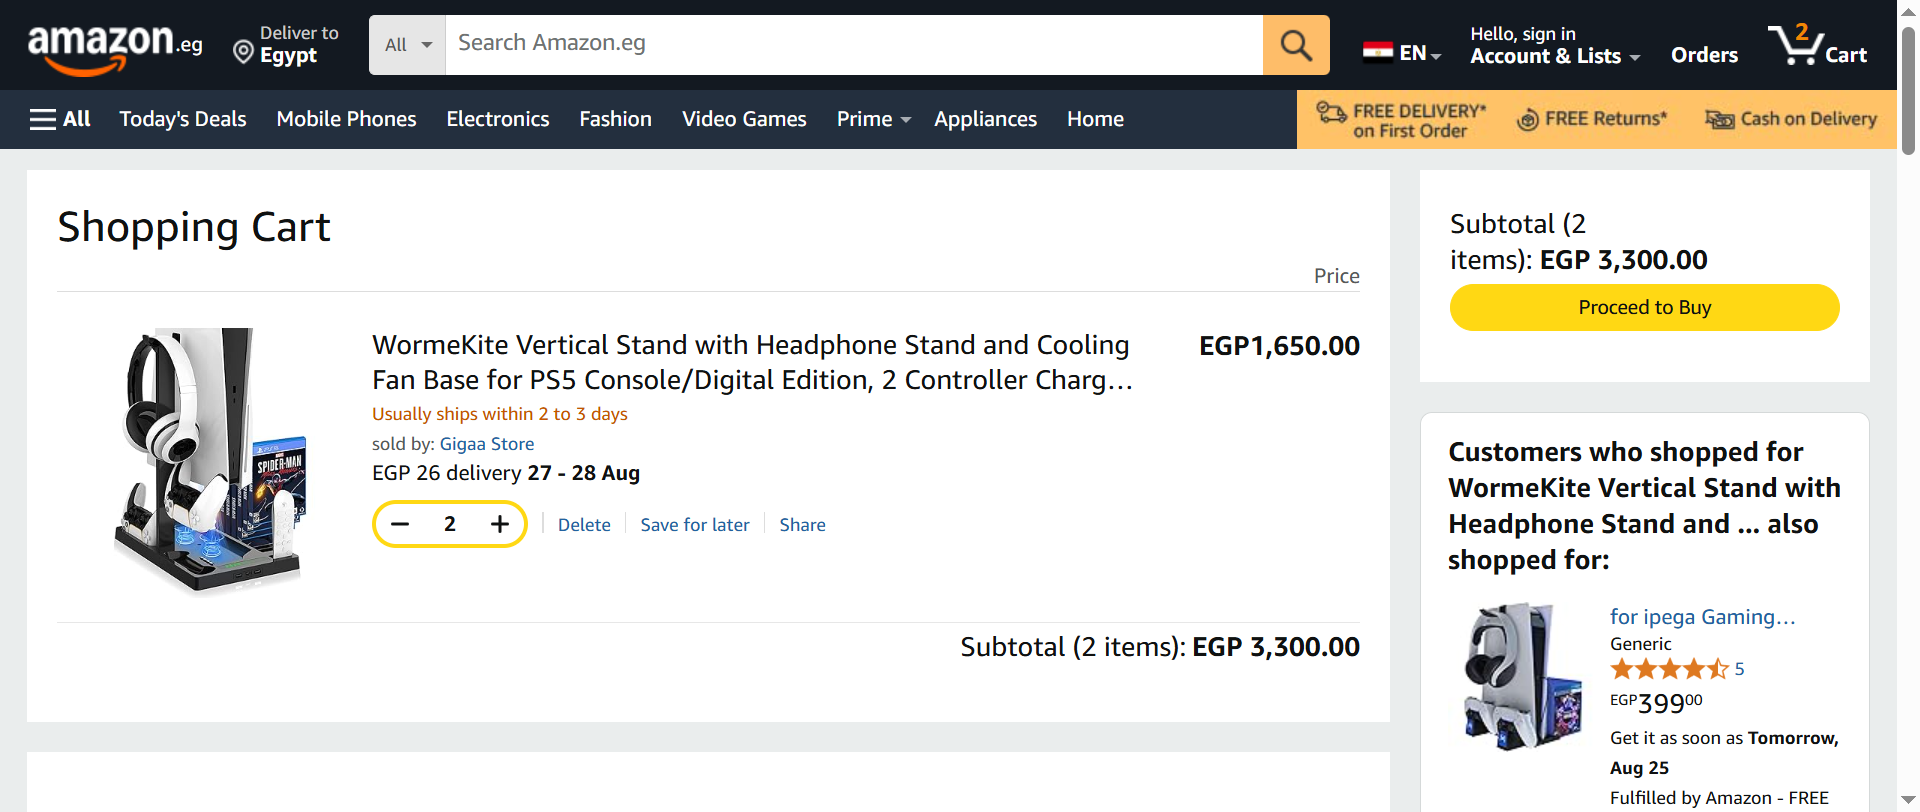 amazon.eg
Deliver to
Egypt
All
Search Amazon.eg
EN
Hello, sign in
Account & Lists
Orders
2
Cart
All
Today's Deals
Mobile Phones
Electronics
Fashion
Video Games
Prime
Appliances
Home
FREE DELIVERY*
on First Order
FREE Returns*
Cash on Delivery
Shopping Cart
Price
WormeKite Vertical Stand with Headphone Stand and Cooling
Fan Base for PS5 Console/Digital Edition, 2 Controller Charg…
EGP1,650.00
Usually ships within 2 to 3 days
sold by: Gigaa Store
EGP 26 delivery 27 - 28 Aug
2
Delete
Save for later
Share
SPIDER-MAN
Subtotal (2 items): EGP 3,300.00
Subtotal (2
items): EGP 3,300.00
Proceed to Buy
Customers who shopped for
WormeKite Vertical Stand with
Headphone Stand and ... also
shopped for:
for ipega Gaming…
Generic
5
EGP39900
Get it as soon as Tomorrow,
Aug 25
Fulfilled by Amazon - FREE